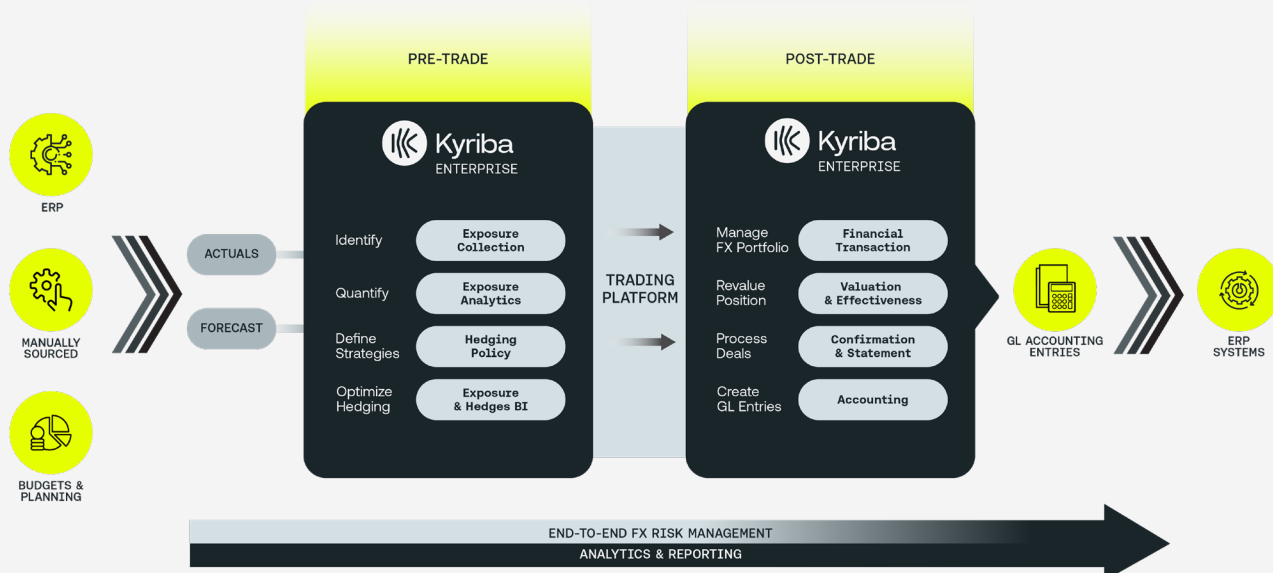 PRE-TRADE
POST-TRADE
Kyriba
ENTERPRISE
Kyriba
ENTERPRISE
ERP
MANUALLY
SOURCED
BUDGETS &
PLANNING
ACTUALS
FORECAST
Identify
Exposure
Collection
Quantify
Exposure
Analytics
Define
Strategies
Hedging
Policy
Optimize
Hedging
Exposure
& Hedges BI
TRADING
PLATFORM
Manage
FX Portfolio
Financial
Transaction
Revalue
Position
Valuation
& Effectiveness
Process
Deals
Confirmation
& Statement
Create
GL Entries
Accounting
GL ACCOUNTING
ENTRIES
ERP
SYSTEMS
END-TO-END FX RISK MANAGEMENT
ANALYTICS & REPORTING